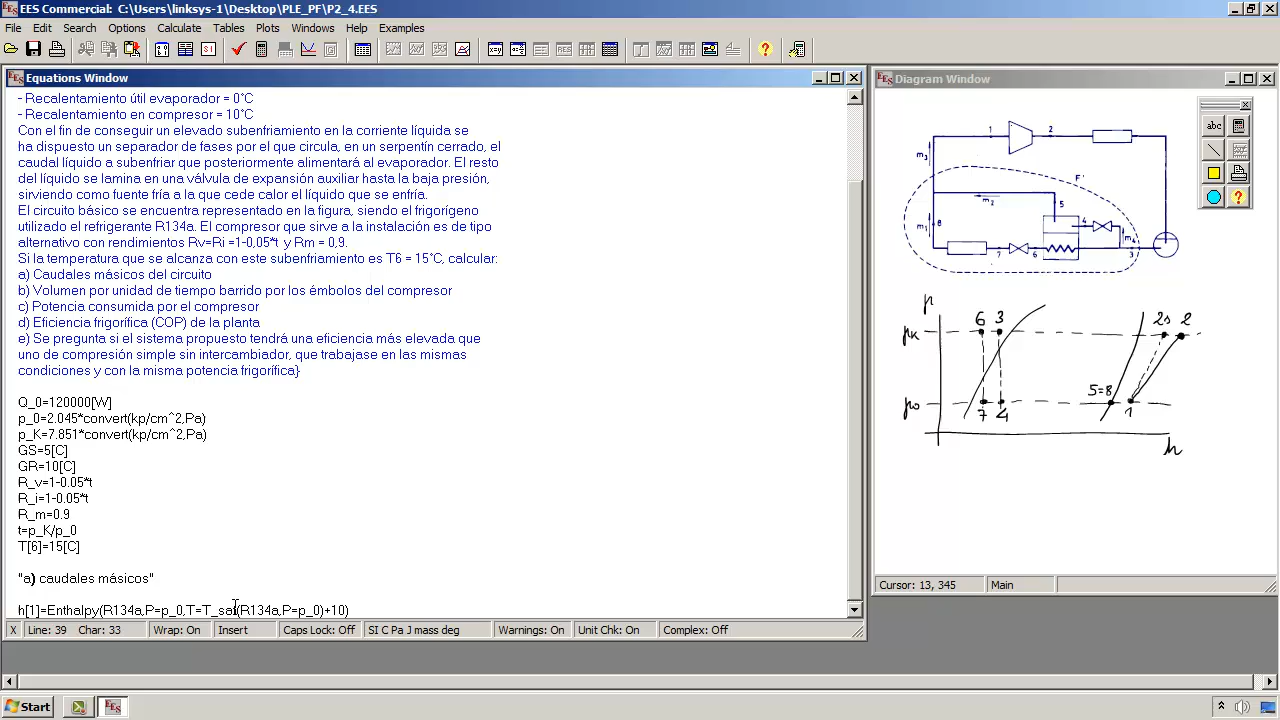 EES Commercial: C:\Users\linksys-1\Desktop\PLE_PF\P2_4.EES
File Edit Search Options Calculate Tables Plots Windows Help Examples
Equations Window
- Recalentamiento útil evaporador = 0°C
- Recalentamiento en compresor = 10°C
Con el fin de conseguir un elevado subenfriamiento en la corriente líquida se
ha dispuesto un separador de fases por el que circula, en un serpentín cerrado, el
caudal líquido a subenfriar que posteriormente alimentará al evaporador. El resto
del líquido se lamina en una válvula de expansión auxiliar hasta la baja presión,
sirviendo como fuente fría a la que cede calor el líquido que se enfría.
El circuito básico se encuentra representado en la figura, siendo el frigorígeno
utilizado el refrigerante R134a. El compresor que sirve a la instalación es de tipo
alternativo con rendimientos Rv=Ri =1-0,05*t y Rm = 0,9.
Si la temperatura que se alcanza con este subenfriamiento es T6 = 15°C, calcular:
a) Caudales másicos del circuito
b) Volumen por unidad de tiempo barrido por los émbolos del compresor
c) Potencia consumida por el compresor
d) Eficiencia frigorífica (COP) de la planta
e) Se pregunta si el sistema propuesto tendrá una eficiencia más elevada que
uno de compresión simple sin intercambiador, que trabajase en las mismas
condiciones y con la misma potencia frigorífica}
Q_0=120000[W]
p_0=2.045*convert(kp/cm^2,Pa)
p_K=7.851*convert(kp/cm^2,Pa)
GS=5[C]
GR=10[C]
R_v=1-0.05*t
R_i=1-0.05*t
R_m=0.9
t=p_K/p_0
T[6]=15[C]
"a) caudales másicos"
h[1]=Enthalpy(R134a,P=p_0,T=T_sat(R134a,P=p_0)+10)
X Line: 39 Char: 33 Wrap: On Insert Caps Lock: Off SI C Pa J mass deg Warnings: On Unit Chk: On Complex: Off
Diagram Window
abc
1 2
m3
F'
m2 5
m1 8 4 m4
7 6 3
P
6 3 2s 2
pk
5=8
po 7 4 1
h
Cursor: 13, 345 Main
Start